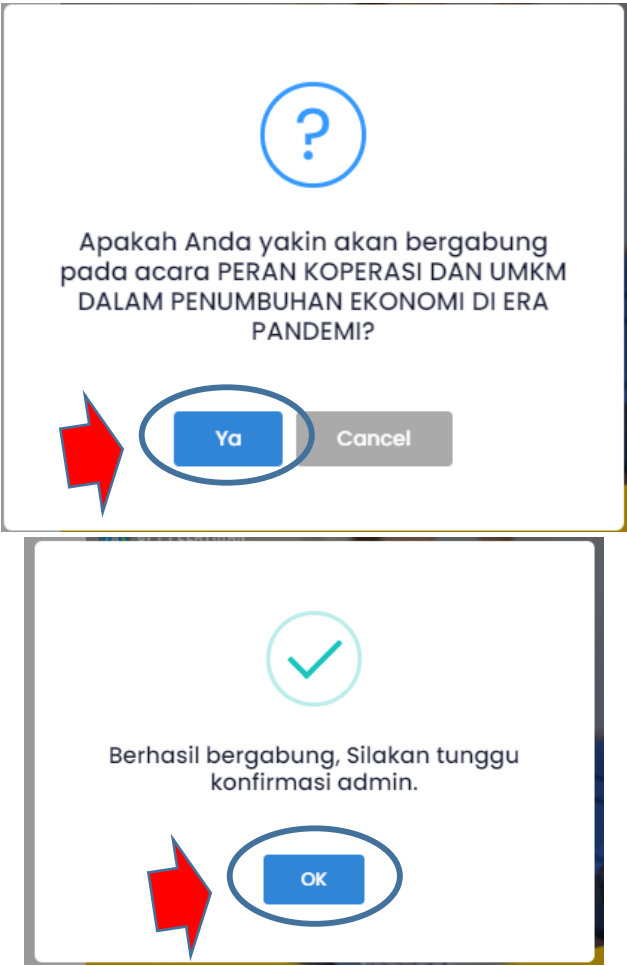 ?
Apakah Anda yakin akan bergabung
pada acara PERAN KOPERASI DAN UMKM
DALAM PENUMBUHAN EKONOMI DI ERA
PANDEMI?
Ya Cancel
Berhasil bergabung, Silakan tunggu
konfirmasi admin.
OK